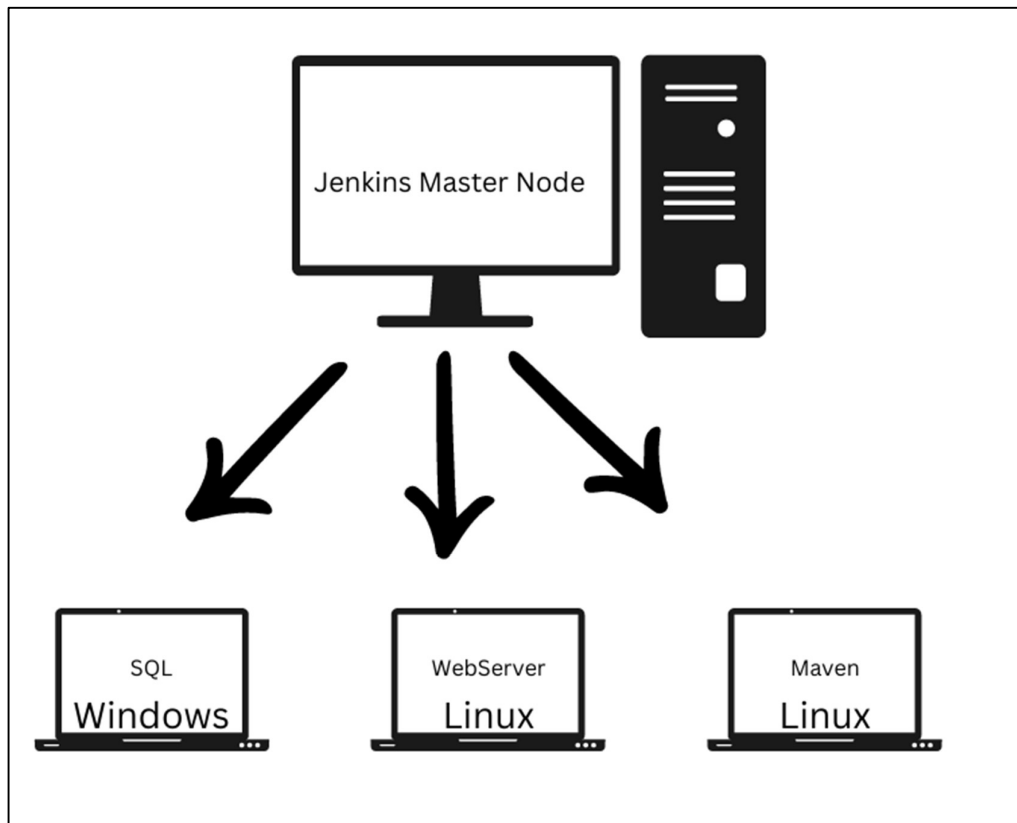 Jenkins Master Node
SQL
Windows
WebServer
Linux
Maven
Linux